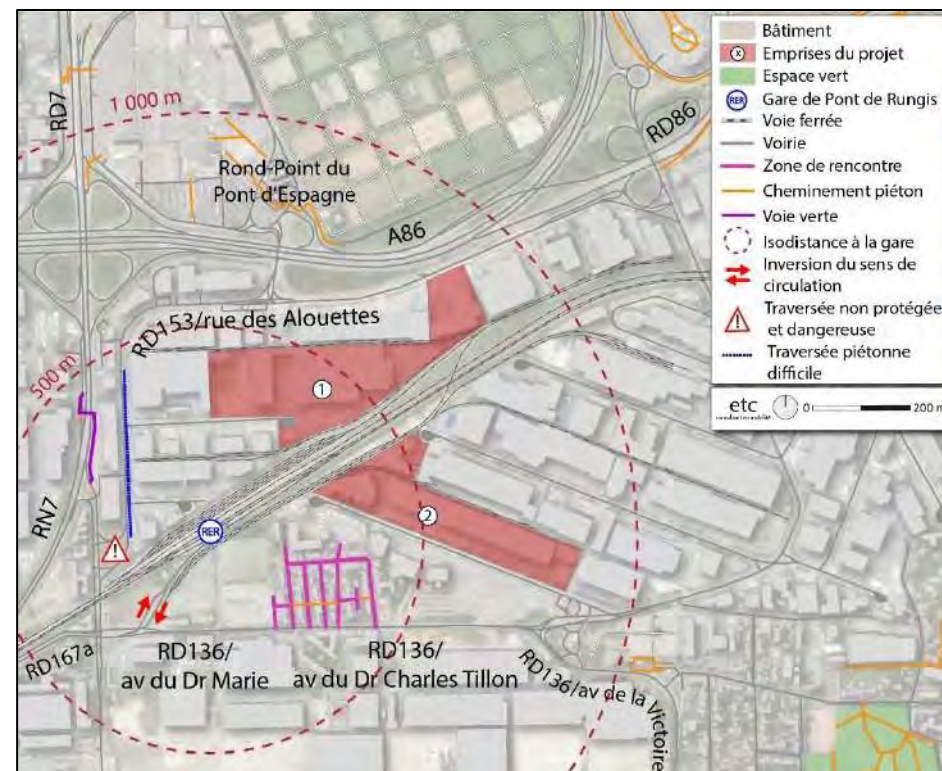 RD7
1 000 m
Rond-Point du
Pont d'Espagne
A86
RD86
RD153/rue des Alouettes
500 m
1
2
RN7
RER
!
RD167a
RD136/
av du Dr Marie
RD136/
av du Dr Charles Tillon
RD136/av de la Victoire
Bâtiment
x Emprises du projet
Espace vert
RER Gare de Pont de Rungis
Voie ferrée
Voirie
Zone de rencontre
Cheminement piéton
Voie verte
Isodistance à la gare
Inversion du sens de
circulation
! Traversée non protégée
et dangereuse
Traversée piétonne
difficile
etc
0 200 m